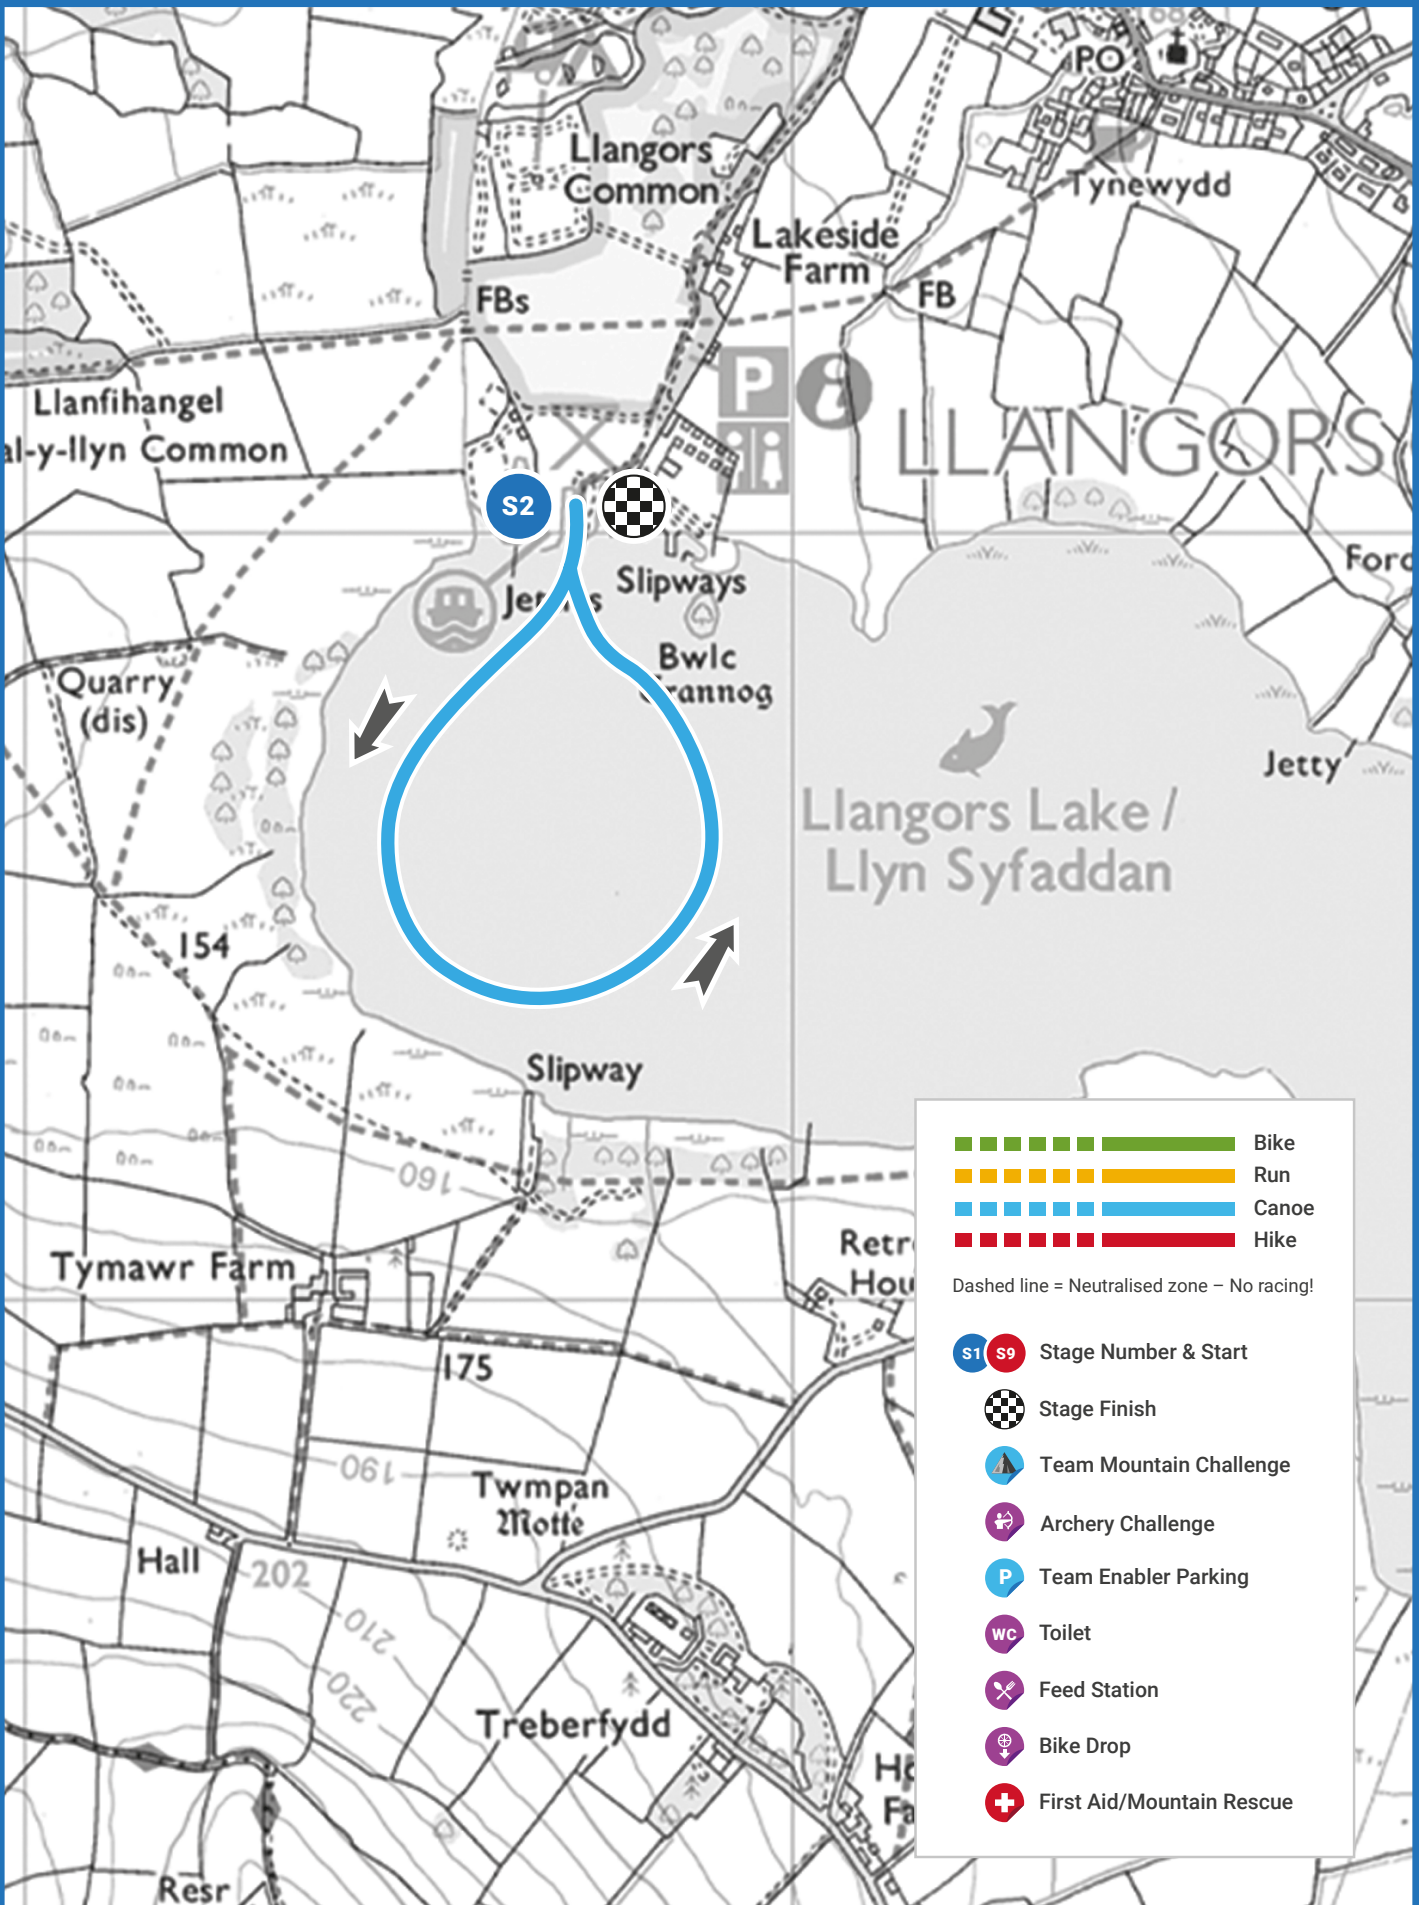 PO
Llangors
Common
Tynewydd
Lakeside
Farm
FBs
FB
P
i
Llanfihangel
al-y-llyn Common
LLANGORS
S2
Slipways
Ford
Bwlc
Crannog
Quarry
(dis)
Jetty
Llangors Lake /
Llyn Syfaddan
154
Slipway
160
Tymawr Farm
175
190
Twmpan
Motte
Hall
202
210
220
Treberfydd
Resr
Bike
Run
Canoe
Hike
Dashed line = Neutralised zone – No racing!
S1 S9 Stage Number & Start
Stage Finish
Team Mountain Challenge
Archery Challenge
P Team Enabler Parking
WC Toilet
Feed Station
Bike Drop
First Aid/Mountain Rescue